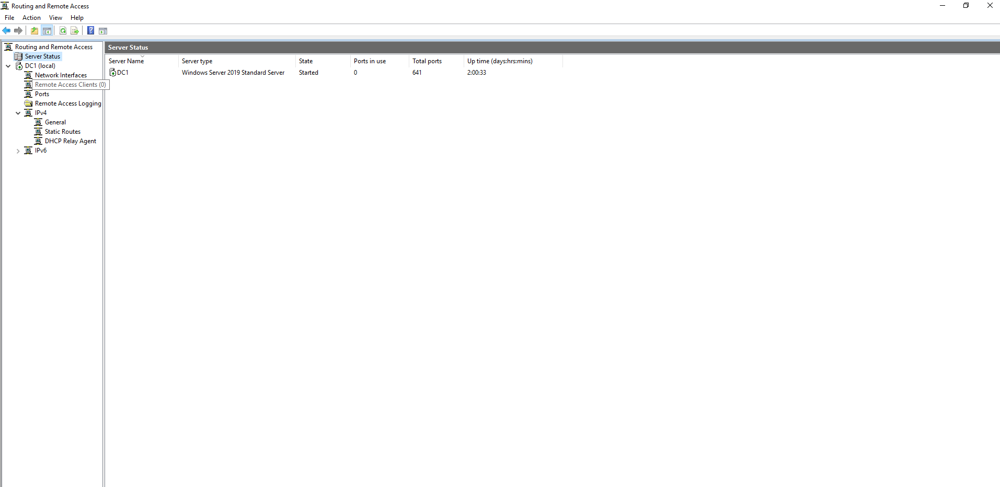 Routing and Remote Access
File Action View Help
Routing and Remote Access
Server Status
DC1 (local)
Network Interfaces
Remote Access Clients (0)
Ports
Remote Access Logging
IPv4
General
Static Routes
DHCP Relay Agent
IPv6
Server Status
Server Name Server type State Ports in use Total ports Up time (days:hrs:mins)
DC1 Windows Server 2019 Standard Server Started 0 641 2:00:33